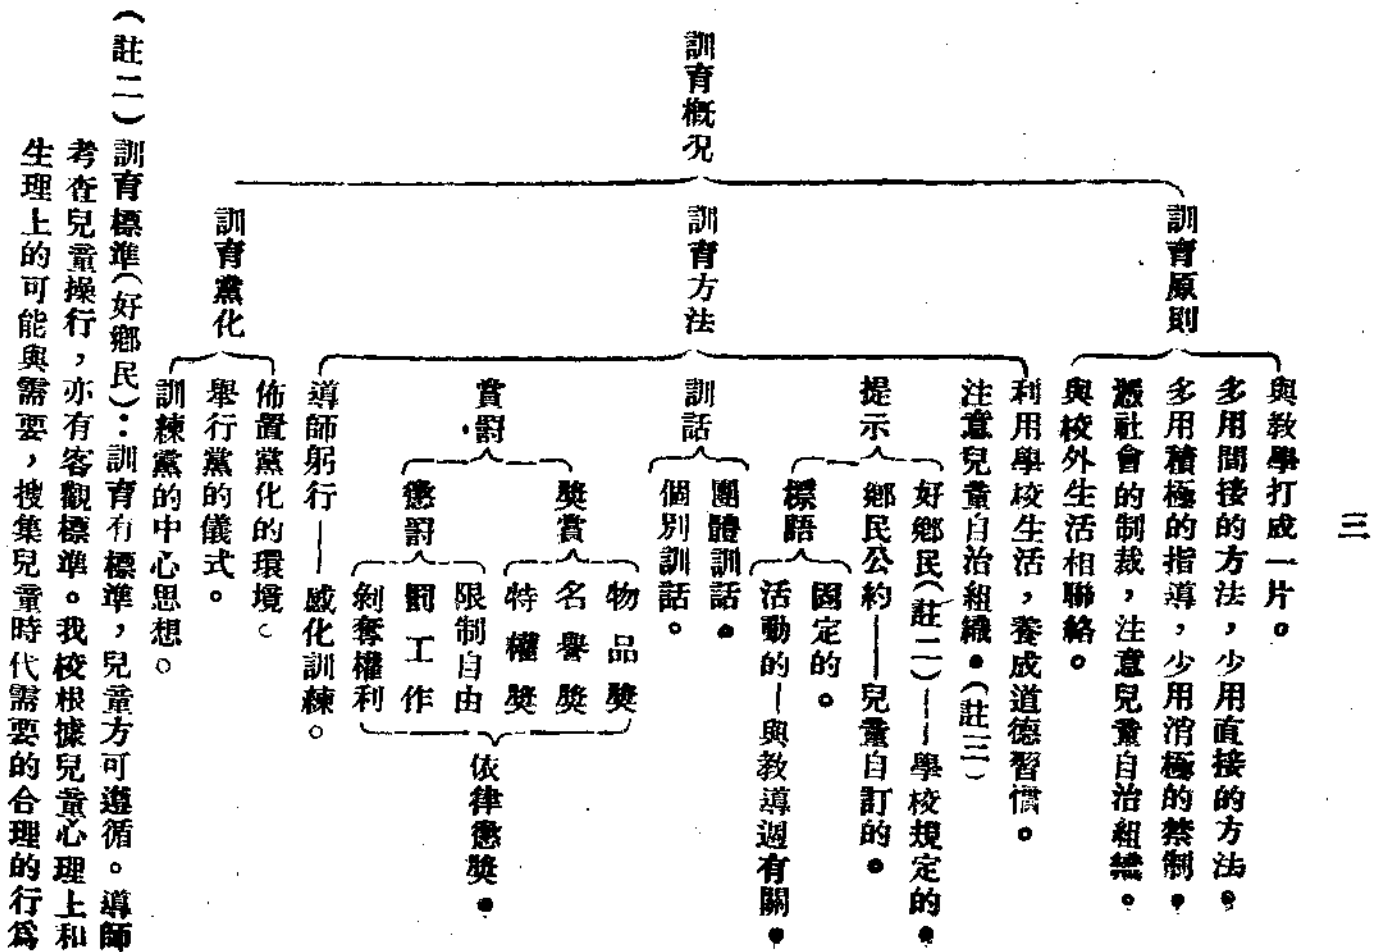 三
訓育概況
訓育原則
與教學打成一片。
多用間接的方法，少用直接的方法。
多用積極的指導，少用消極的禁制。
憑社會的制裁，注意兒童自治組織。
與校外生活相聯絡。
訓育方法
利用學校生活，養成道德習慣。
注意兒童自治組織。(註三)
提示
好鄉民(註二)——學校規定的。
鄉民公約——兒童自訂的。
標語
固定的。
活動的—與教導週有關。
訓話
團體訓話。
個別訓話。
賞罰
獎賞
物品獎
名譽獎
特權獎
懲罰
限制自由
罰工作
剝奪權利
依律懲獎。
導師躬行——感化訓練。
訓育黨化
佈置黨化的環境。
舉行黨的儀式。
訓練黨的中心思想。
(註二)訓育標準(好鄉民)：訓育有標準，兒童方可遵循。導師
考查兒童操行，亦有客觀標準。我校根據兒童心理上和
生理上的可能與需要，搜集兒童時代需要的合理的行爲